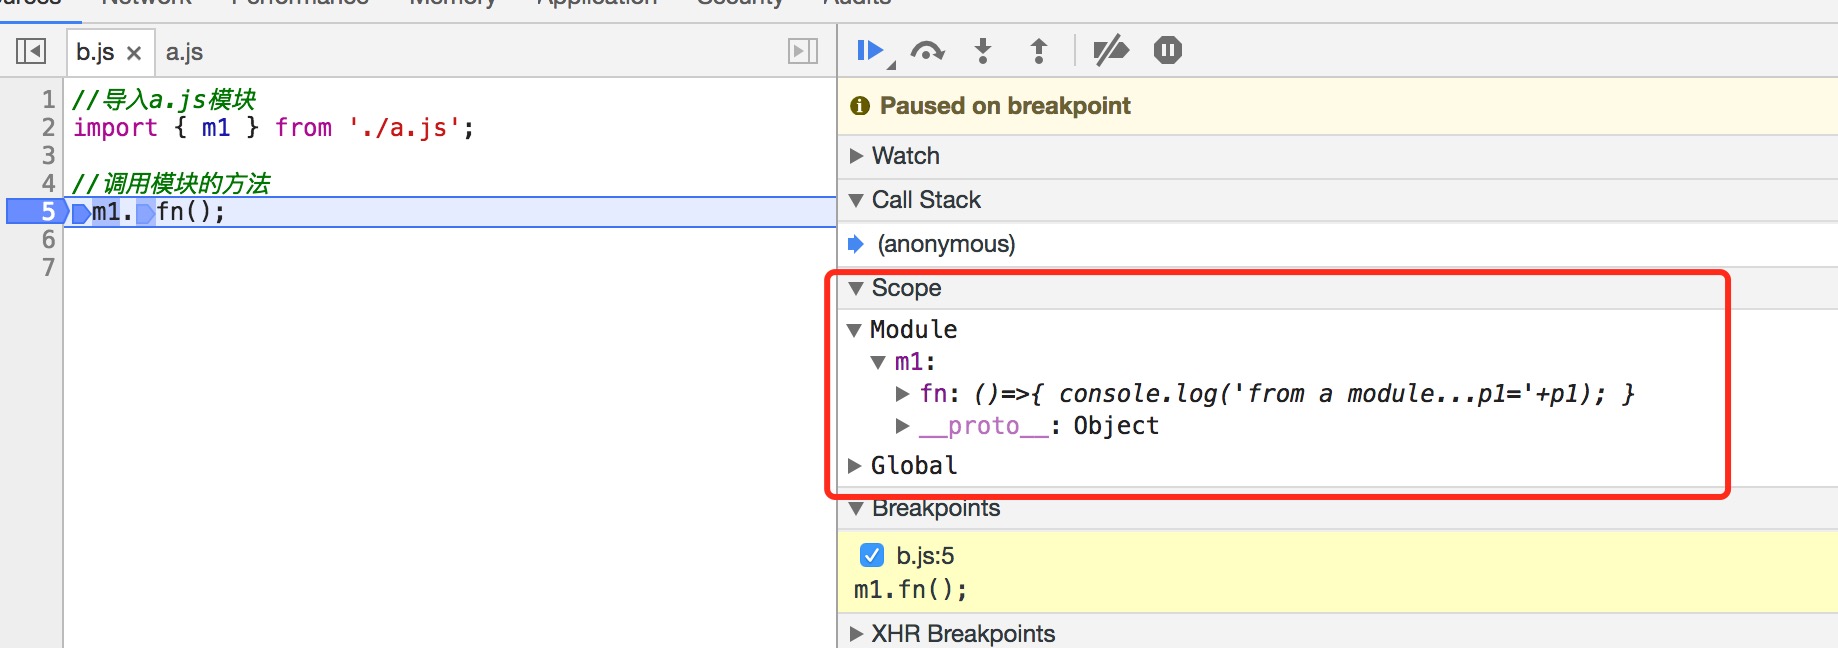 Network Performance Memory Application Security Audits
b.js × a.js
Paused on breakpoint
1 //导入a.js模块
2 import { m1 } from './a.js';
3
4 //调用模块的方法
5 m1.fn();
6
7
Watch
Call Stack
(anonymous)
Scope
Module
m1:
fn: ()=>{ console.log('from a module...p1='+p1); }
__proto__: Object
Global
Breakpoints
b.js:5
m1.fn();
XHR Breakpoints